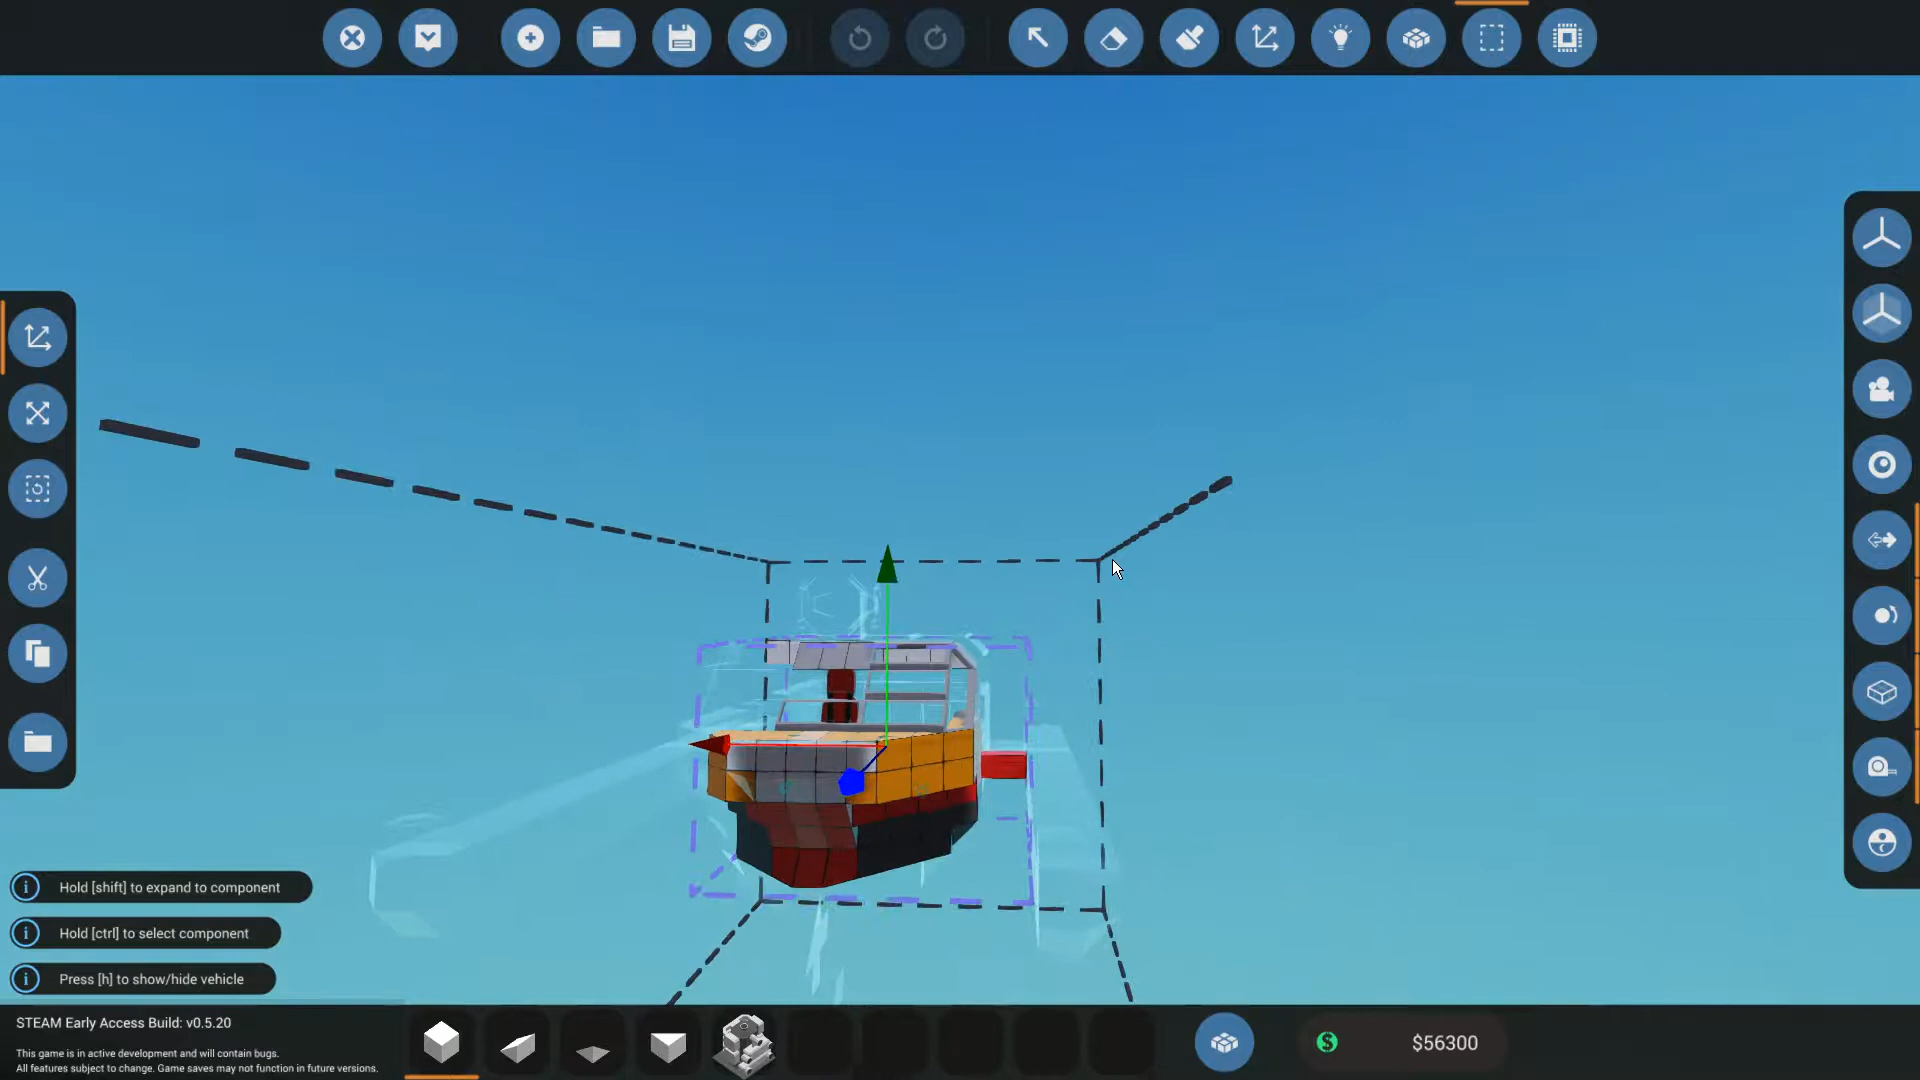 Hold [shift] to expand to component
Hold [ctrl] to select component
Press [h] to show/hide vehicle
STEAM Early Access Build: v0.5.20
This game is in active development and will contain bugs.
All features subject to change. Game saves may not function in future versions.
$56300